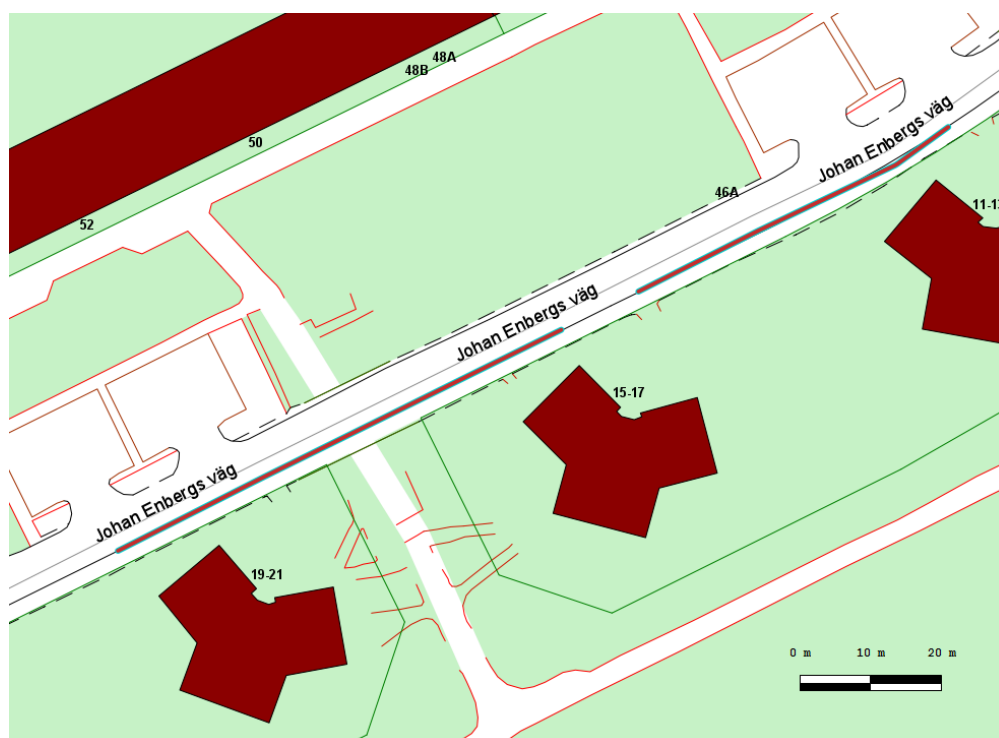 48A
48B
50
52
Johan Enbergs väg
46A
11-13
Johan Enbergs väg
15-17
Johan Enbergs väg
19-21
0 m 10 m 20 m